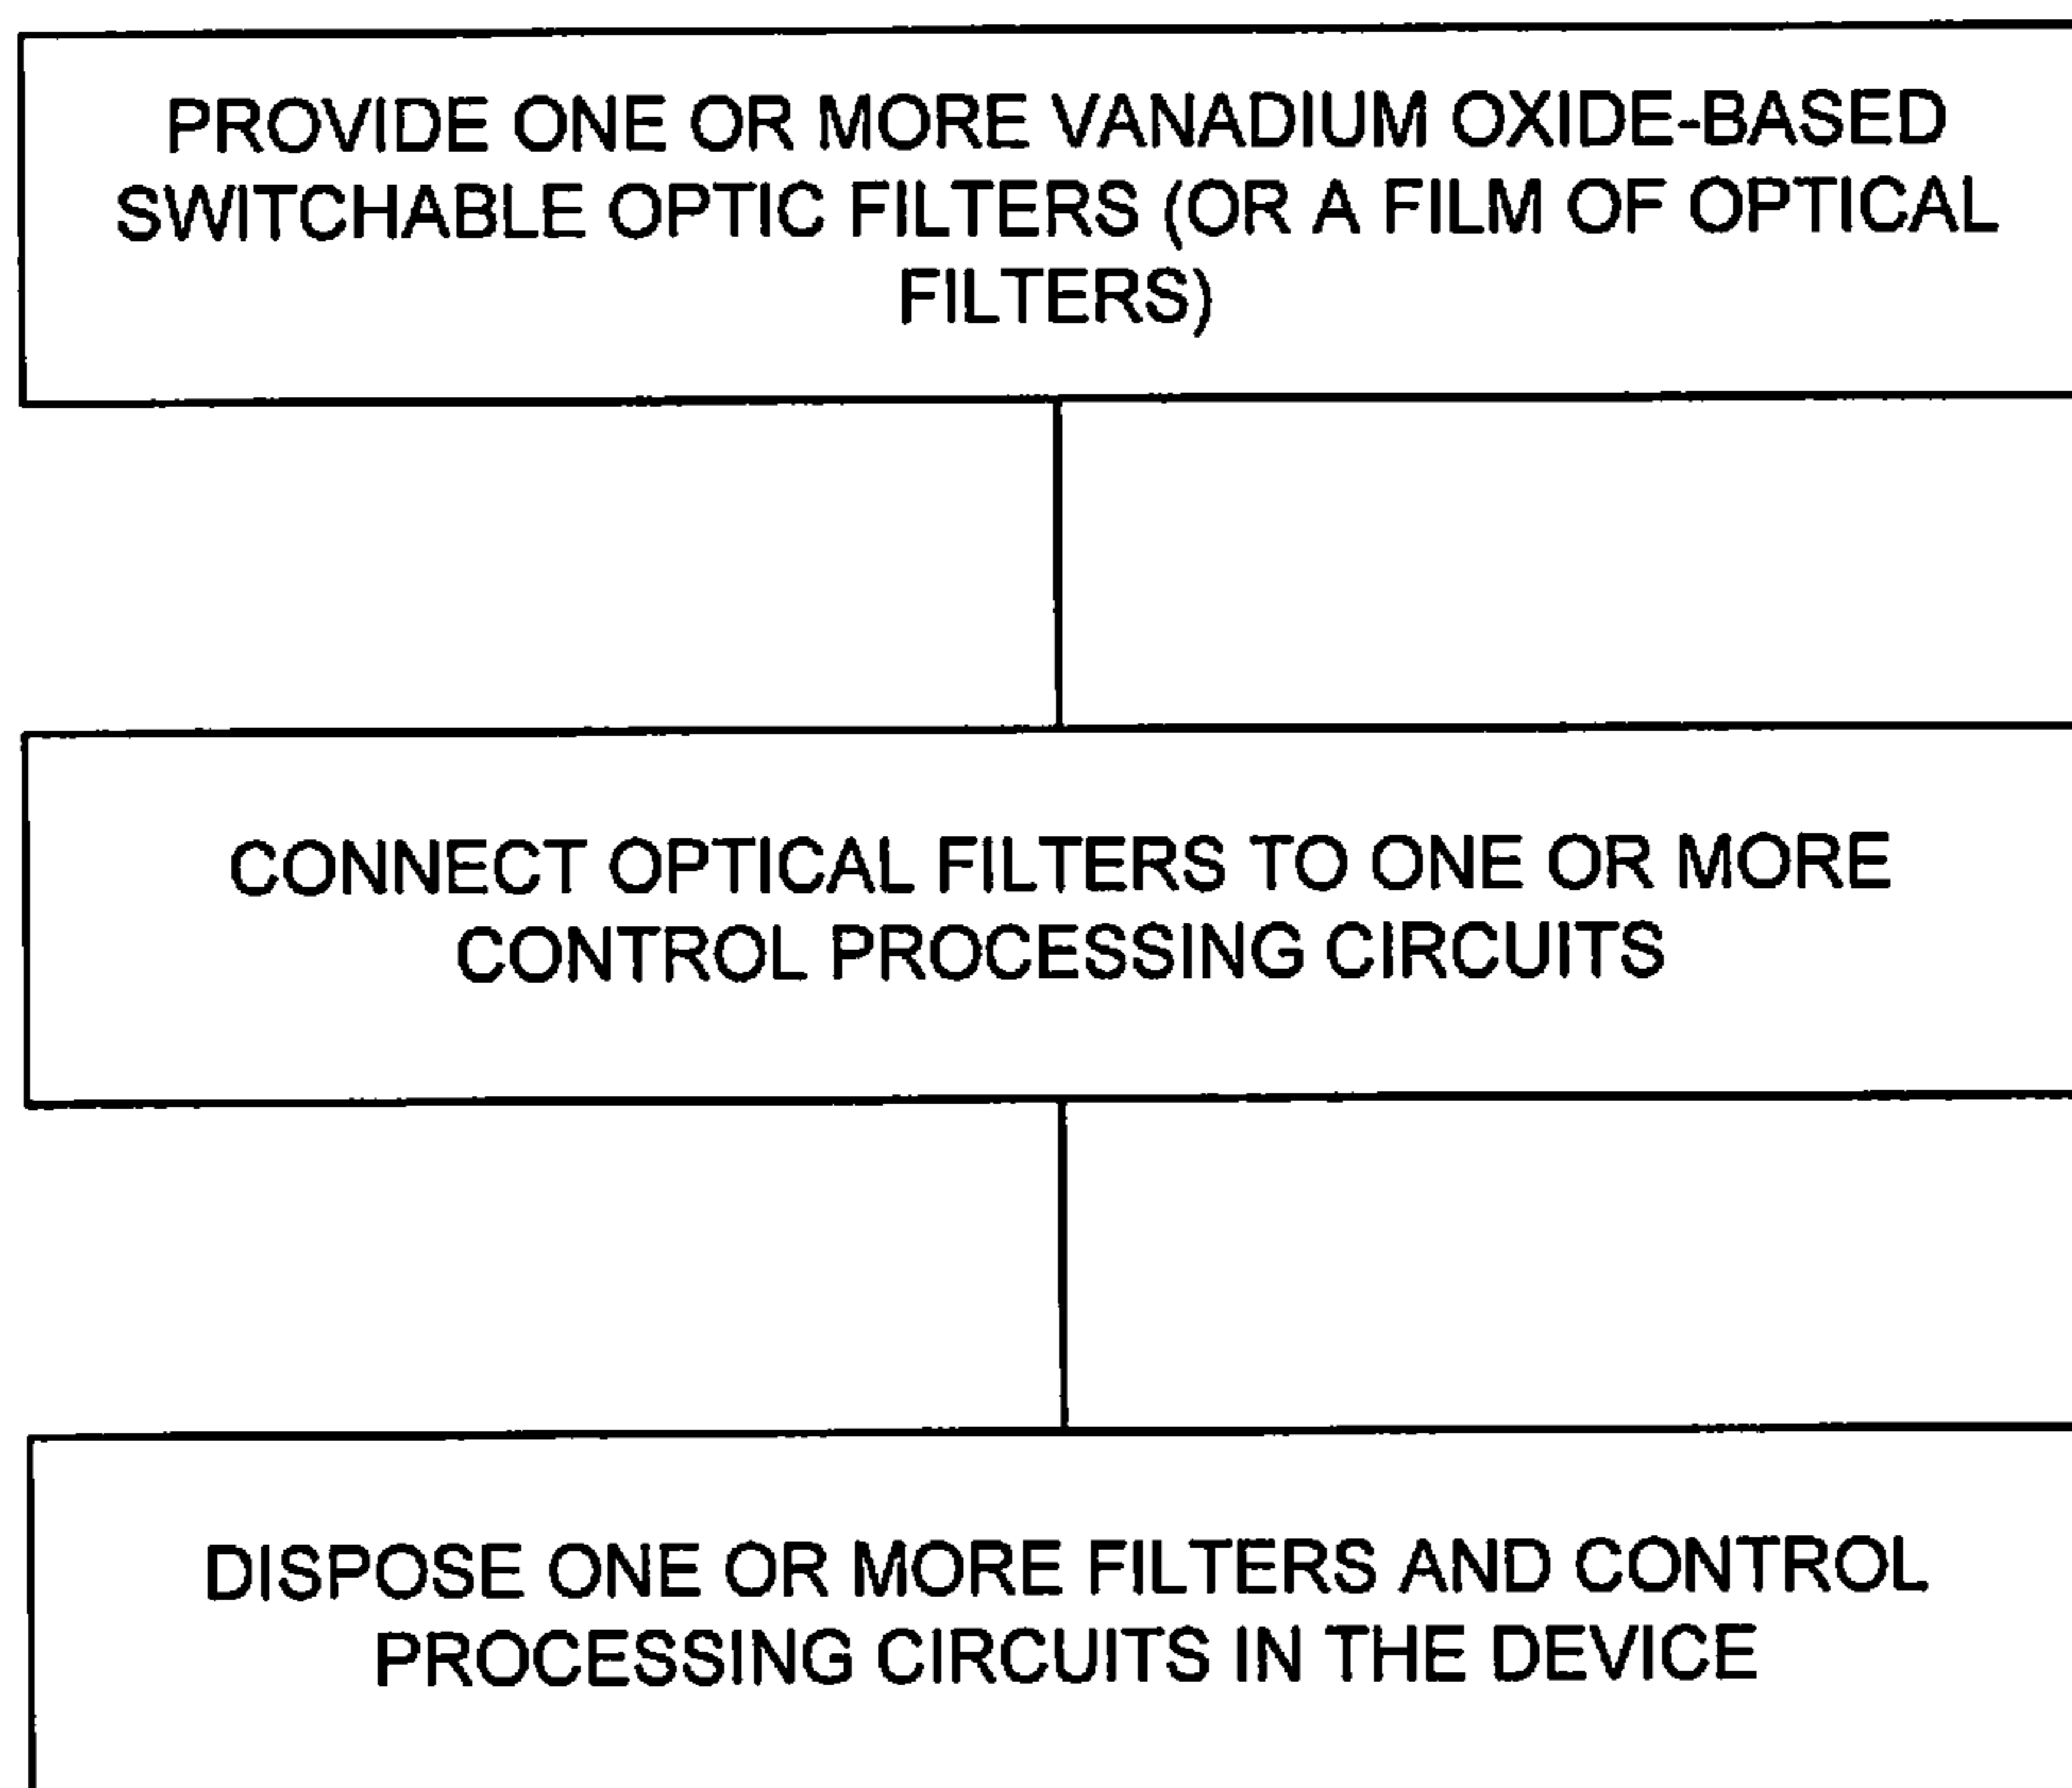 PROVIDE ONE OR MORE VANADIUM OXIDE-BASED
SWITCHABLE OPTIC FILTERS (OR A FILM OF OPTICAL
FILTERS)
CONNECT OPTICAL FILTERS TO ONE OR MORE
CONTROL PROCESSING CIRCUITS
DISPOSE ONE OR MORE FILTERS AND CONTROL
PROCESSING CIRCUITS IN THE DEVICE